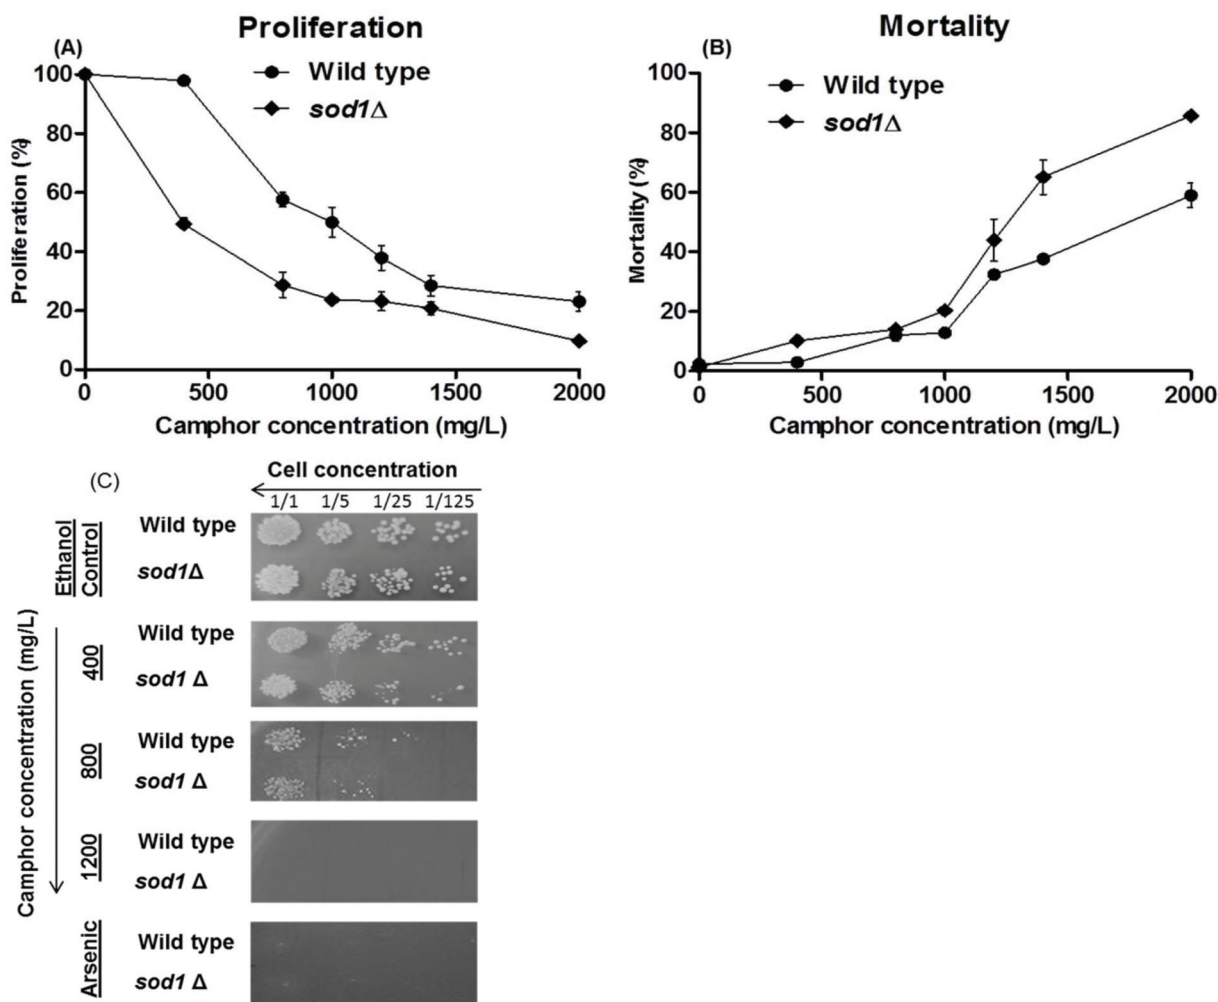 Proliferation
(A)
Wild type
sod1Δ
Proliferation (%)
100
80
60
40
20
0
0 500 1000 1500 2000
Camphor concentration (mg/L)
Mortality
(B)
Wild type
sod1Δ
Mortality (%)
100
80
60
40
20
0
0 500 1000 1500 2000
Camphor concentration (mg/L)
(C)
Cell concentration
1/1 1/5 1/25 1/125
Camphor concentration (mg/L)
Ethanol
Control
Wild type
sod1Δ
400
Wild type
sod1 Δ
800
Wild type
sod1 Δ
1200
Wild type
sod1 Δ
Arsenic
Wild type
sod1 Δ